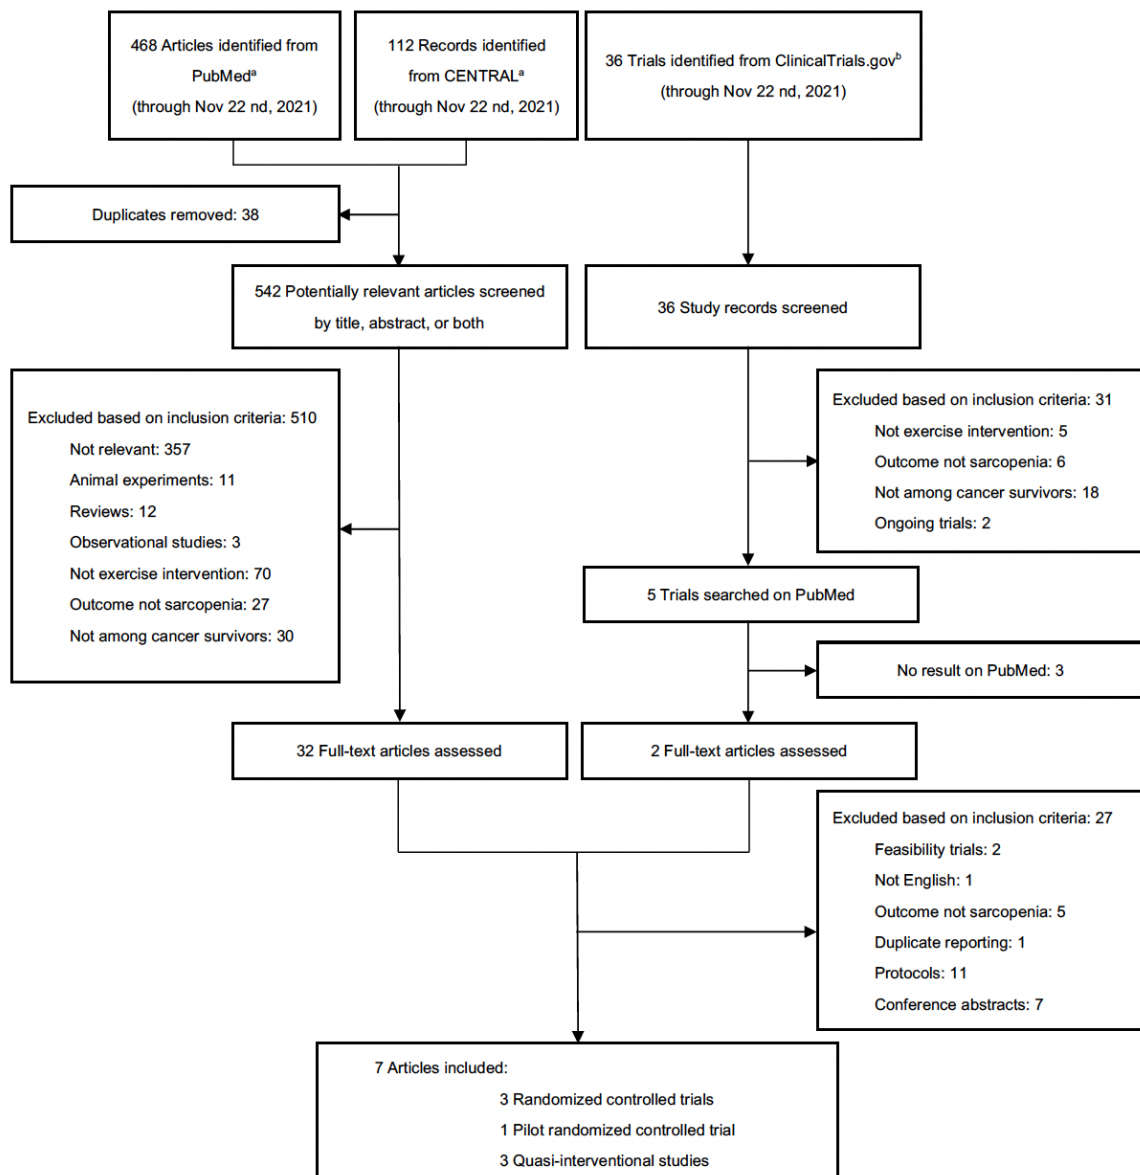 468 Articles identified from
PubMedᵃ
(through Nov 22 nd, 2021)
112 Records identified
from CENTRALᵃ
(through Nov 22 nd, 2021)
36 Trials identified from ClinicalTrials.govᵇ
(through Nov 22 nd, 2021)
Duplicates removed: 38
542 Potentially relevant articles screened
by title, abstract, or both
36 Study records screened
Excluded based on inclusion criteria: 510
Not relevant: 357
Animal experiments: 11
Reviews: 12
Observational studies: 3
Not exercise intervention: 70
Outcome not sarcopenia: 27
Not among cancer survivors: 30
Excluded based on inclusion criteria: 31
Not exercise intervention: 5
Outcome not sarcopenia: 6
Not among cancer survivors: 18
Ongoing trials: 2
5 Trials searched on PubMed
No result on PubMed: 3
32 Full-text articles assessed
2 Full-text articles assessed
Excluded based on inclusion criteria: 27
Feasibility trials: 2
Not English: 1
Outcome not sarcopenia: 5
Duplicate reporting: 1
Protocols: 11
Conference abstracts: 7
7 Articles included:
3 Randomized controlled trials
1 Pilot randomized controlled trial
3 Quasi-interventional studies